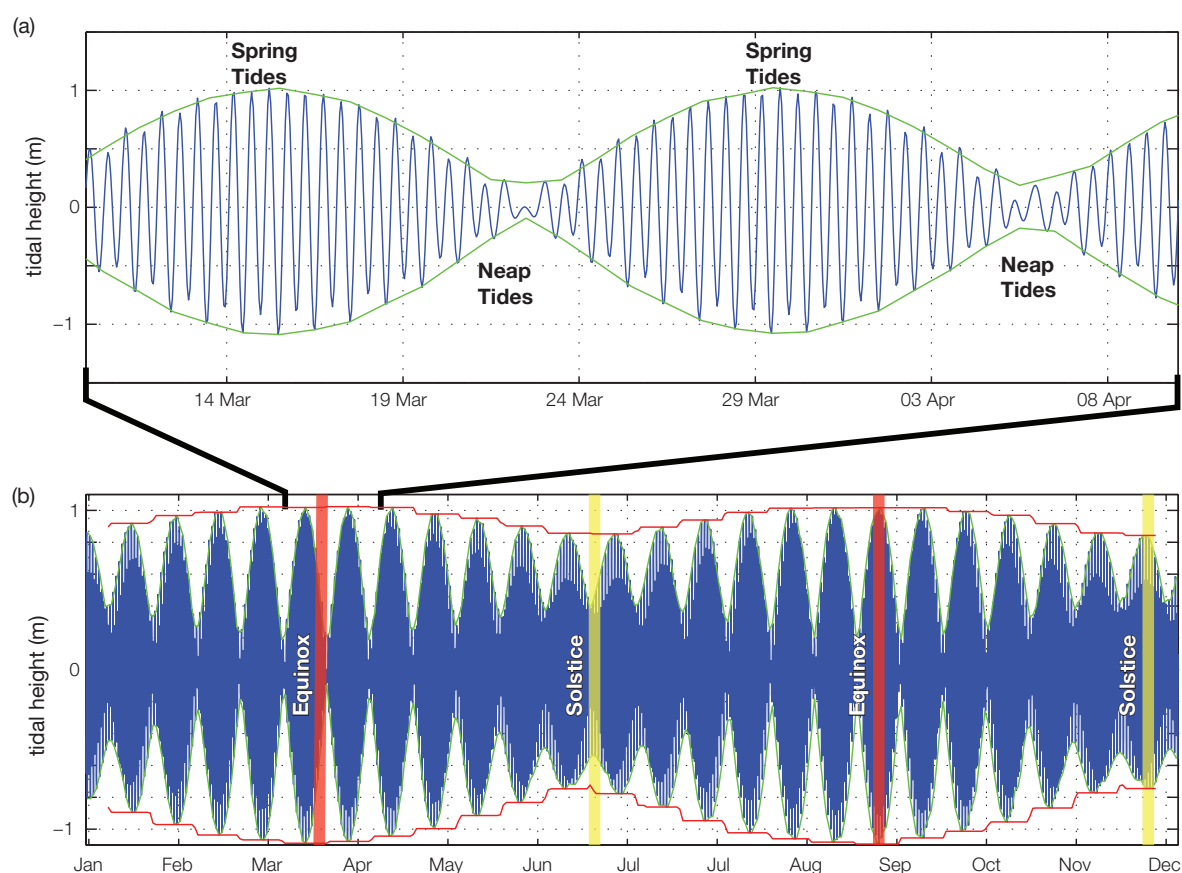 (a)
Spring
Tides
Spring
Tides
1
0
−1
tidal height (m)
Neap
Tides
Neap
Tides
14 Mar
19 Mar
24 Mar
29 Mar
03 Apr
08 Apr
(b)
1
0
−1
tidal height (m)
Equinox
Solstice
Equinox
Solstice
Jan
Feb
Mar
Apr
May
Jun
Jul
Aug
Sep
Oct
Nov
Dec